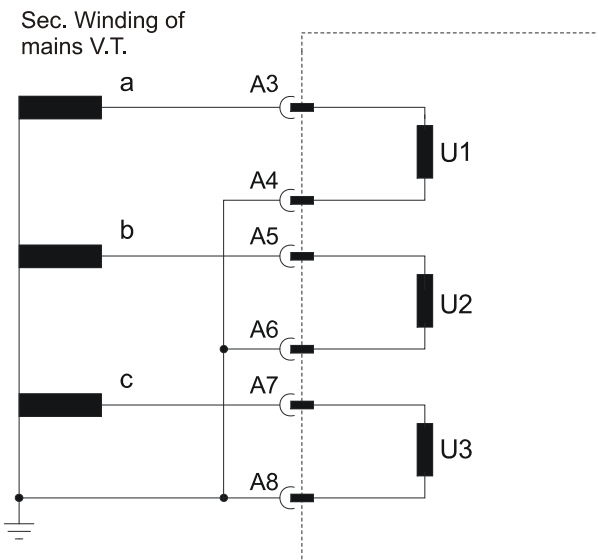 Sec. Winding of
mains V.T.
a
A3
U1
A4
b
A5
U2
A6
c
A7
U3
A8